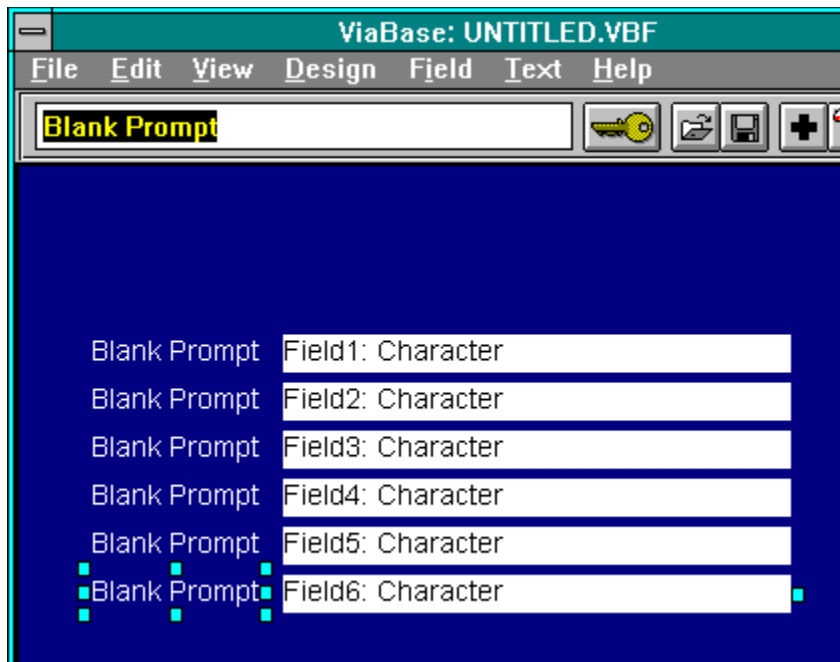 ViaBase: UNTITLED.VBF
File Edit View Design Field Text Help
Blank Prompt
Blank Prompt Field1: Character
Blank Prompt Field2: Character
Blank Prompt Field3: Character
Blank Prompt Field4: Character
Blank Prompt Field5: Character
Blank Prompt Field6: Character